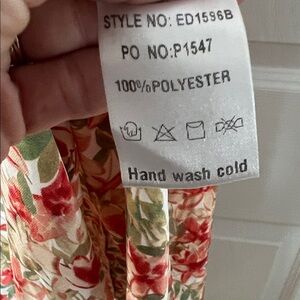 STYLE NO: ED1596B
PO NO:P1547
100%POLYESTER
Hand wash cold